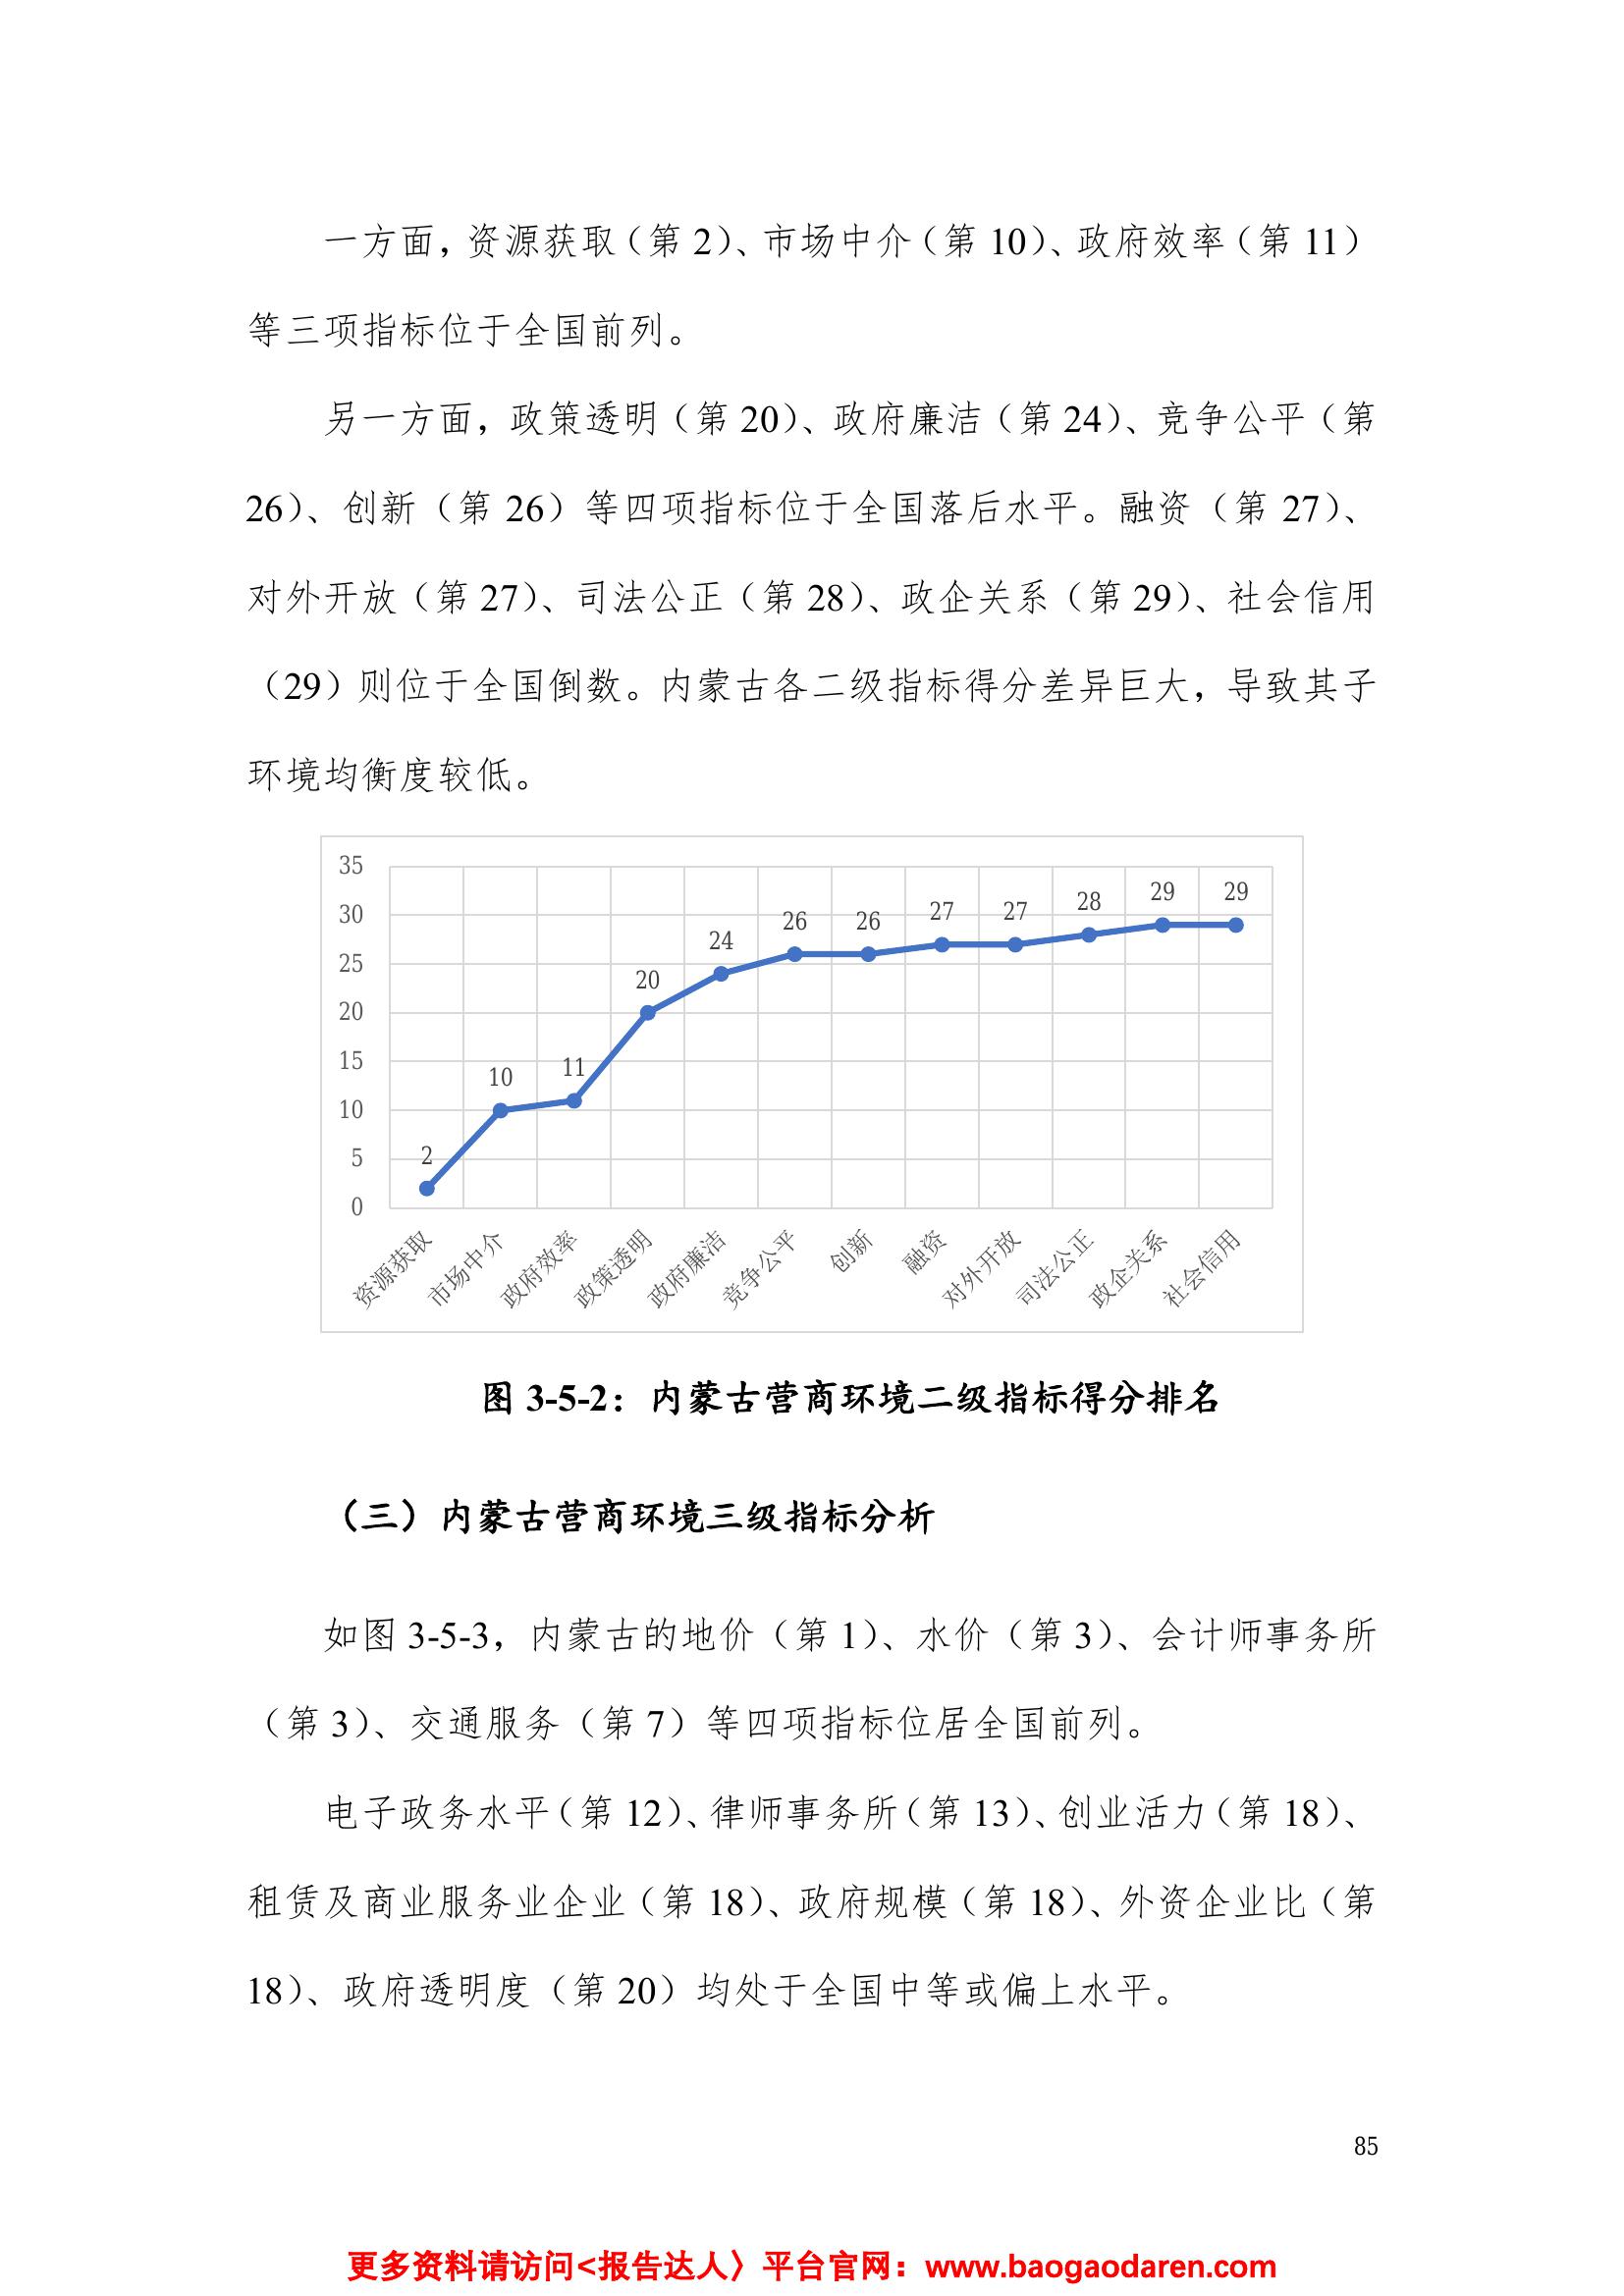 一方面，资源获取（第 2）、市场中介（第 10）、政府效率（第 11）
等三项指标位于全国前列。
另一方面，政策透明（第 20）、政府廉洁（第 24）、竞争公平（第
26）、创新（第 26）等四项指标位于全国落后水平。融资（第 27）、
对外开放（第 27）、司法公正（第 28）、政企关系（第 29）、社会信用
（29）则位于全国倒数。内蒙古各二级指标得分差异巨大，导致其子
环境均衡度较低。
35
30
25
20
15
10
5
0
2
10
11
20
24
26
26
27
27
28
29
29
资源获取
市场中介
政府效率
政策透明
政府廉洁
竞争公平
创新
融资
对外开放
司法公正
政企关系
社会信用
图 3-5-2：内蒙古营商环境二级指标得分排名
（三）内蒙古营商环境三级指标分析
如图 3-5-3，内蒙古的地价（第 1）、水价（第 3）、会计师事务所
（第 3）、交通服务（第 7）等四项指标位居全国前列。
电子政务水平（第 12）、律师事务所（第 13）、创业活力（第 18）、
租赁及商业服务业企业（第 18）、政府规模（第 18）、外资企业比（第
18）、政府透明度（第 20）均处于全国中等或偏上水平。
85
更多资料请访问<报告达人〉平台官网：www.baogaodaren.com